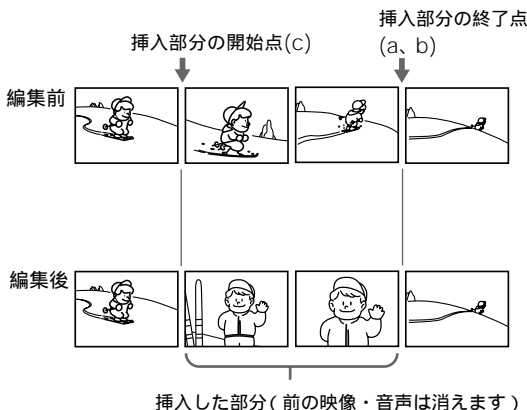 挿入部分の終了点
(a、b)
挿入部分の開始点(c)
編集前
編集後
挿入した部分(前の映像・音声は消えます)